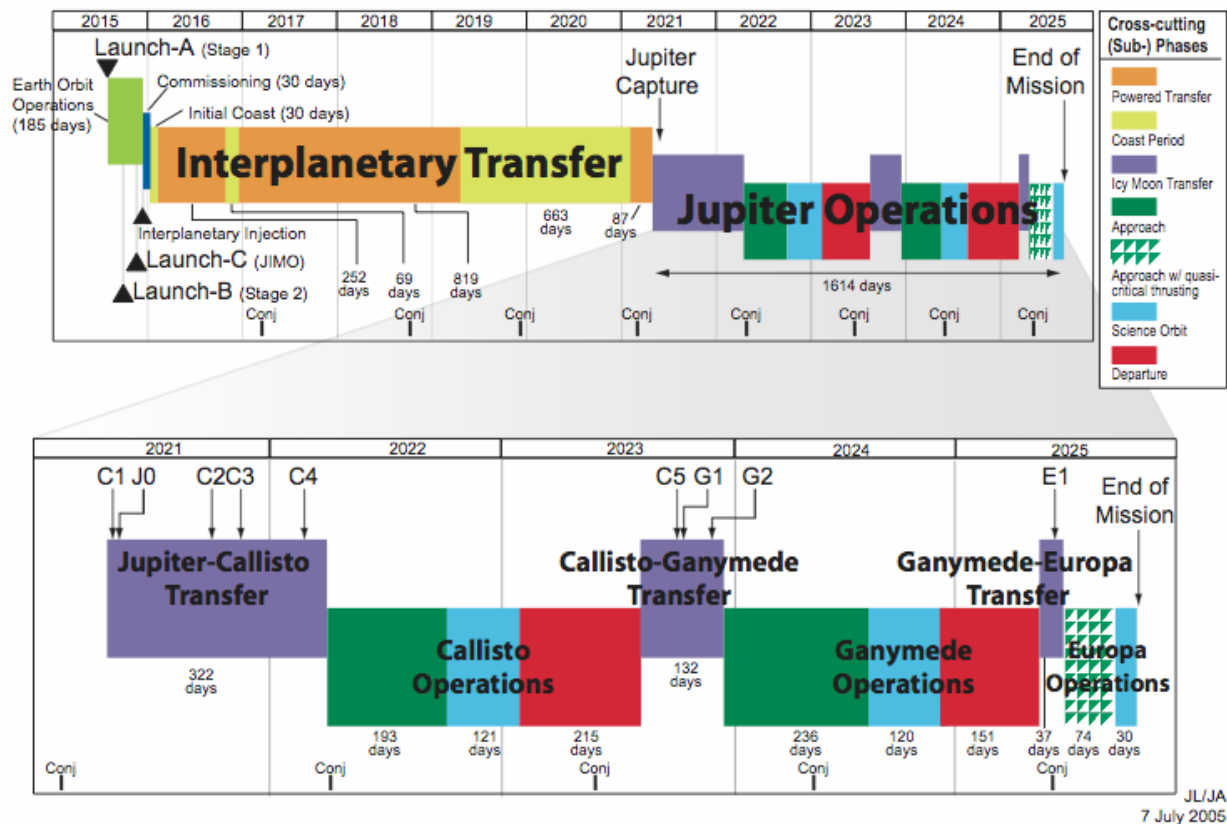 2015 2016 2017 2018 2019 2020 2021 2022 2023 2024 2025
Launch-A (Stage 1)
Earth Orbit
Operations
(185 days)
Commissioning (30 days)
Initial Coast (30 days)
Interplanetary Transfer
Interplanetary Injection
Launch-C (JIMO)
Launch-B (Stage 2)
252
days
69
days
819
days
663
days
87
days
Jupiter
Capture
Jupiter Operations
1614 days
End of
Mission
Conj Conj Conj Conj Conj Conj Conj Conj
Cross-cutting
(Sub-) Phases
Powered Transfer
Coast Period
Icy Moon Transfer
Approach
Approach w/ quasi-
critical thrusting
Science Orbit
Departure
2021 2022 2023 2024 2025
C1 J0 C2 C3 C4 C5 G1 G2 E1
End of
Mission
Jupiter-Callisto
Transfer
322
days
Callisto
Operations
193
days
121
days
215
days
Callisto-Ganymede
Transfer
132
days
Ganymede
Operations
236
days
120
days
151
days
Ganymede-Europa
Transfer
37
days
Europa
Operations
74
days
30
days
Conj Conj Conj Conj Conj
JL/JA
7 July 2005